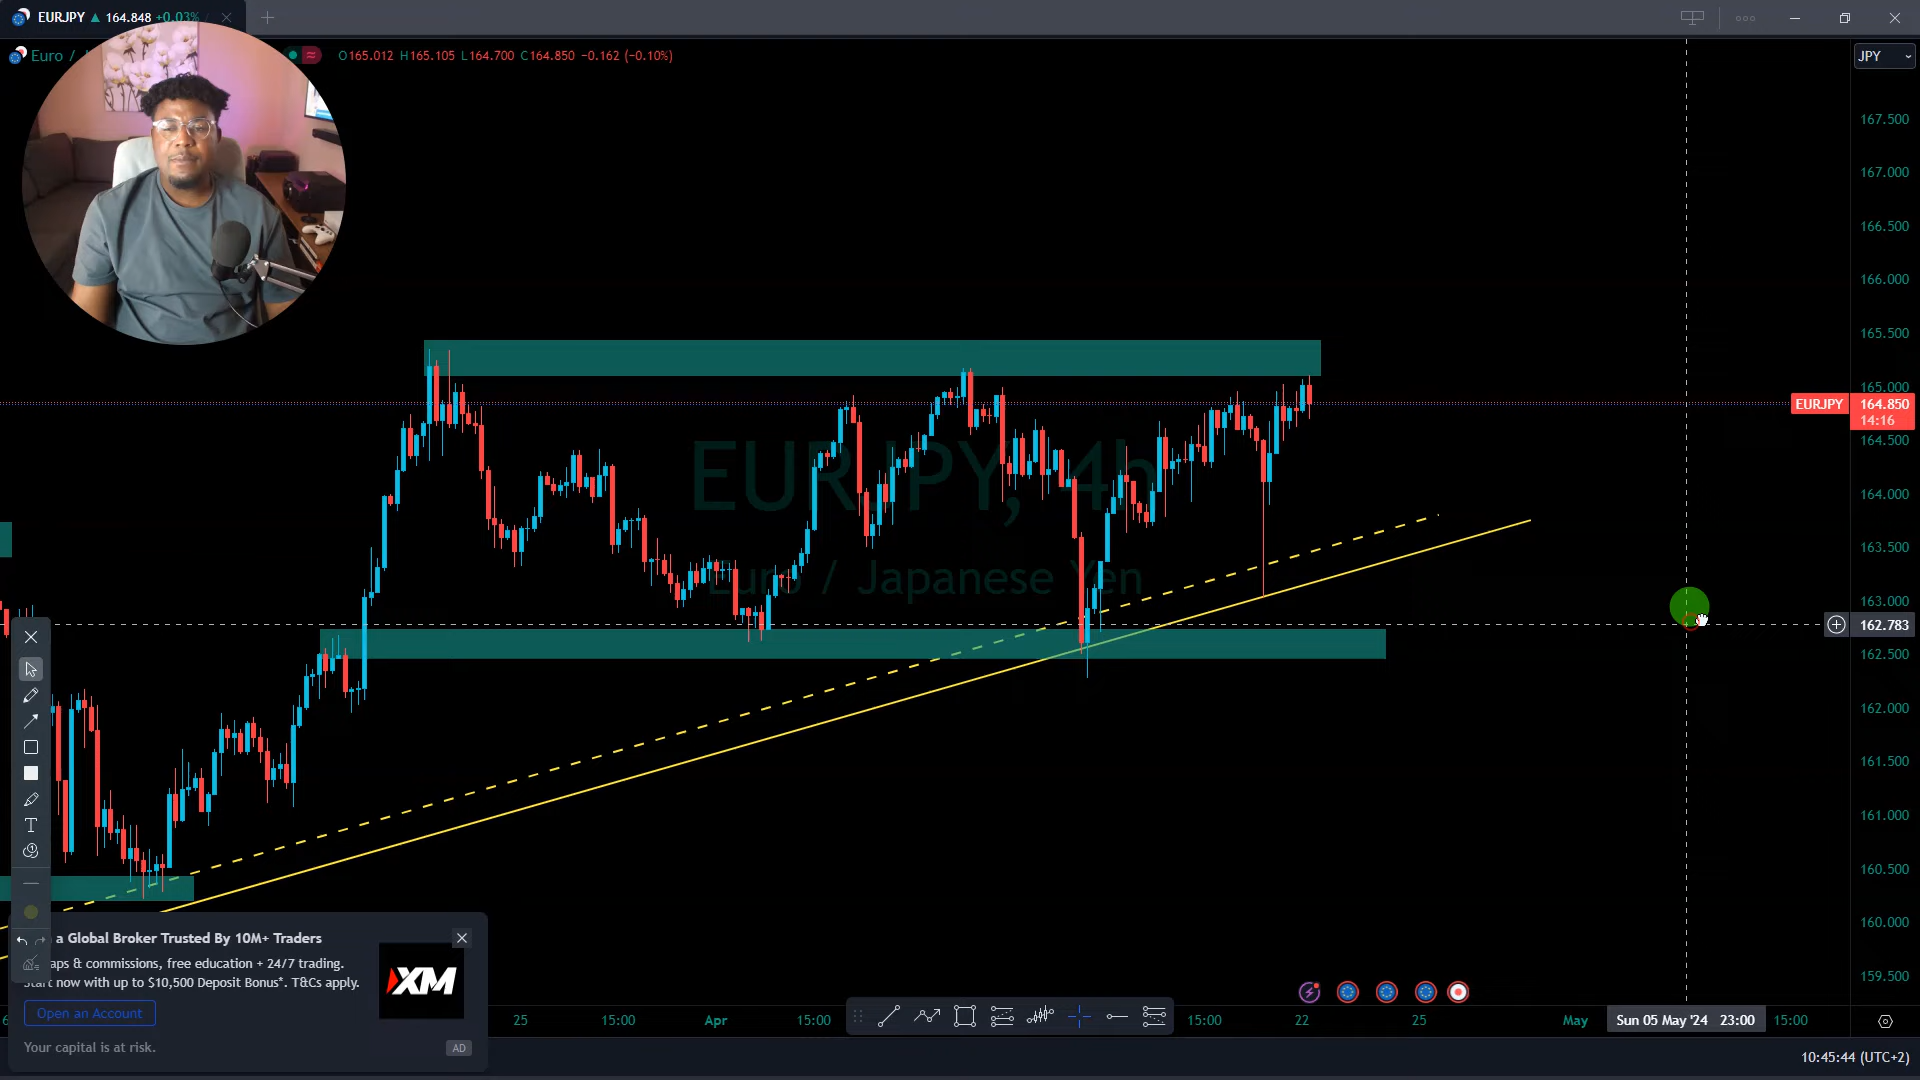 EURJPY ▲ 164.848 +0.03% /
Euro /
O165.012 H165.105 L164.700 C164.850 −0.162 (−0.10%)
JPY
167.500
167.000
166.500
166.000
165.500
165.000
EURJPY 164.850
14:16
164.500
164.000
163.500
163.000
162.783
162.500
162.000
161.500
161.000
160.500
160.000
159.500
EURJPY, 4h
Euro / Japanese Yen
a Global Broker Trusted By 10M+ Traders
aps & commissions, free education + 24/7 trading.
Start now with up to $10,500 Deposit Bonus*. T&Cs apply.
XM
Open an Account
Your capital is at risk.
AD
6 25 15:00 Apr 15:00 15:00 22 25 May Sun 05 May '24 23:00 15:00
10:45:44 (UTC+2)